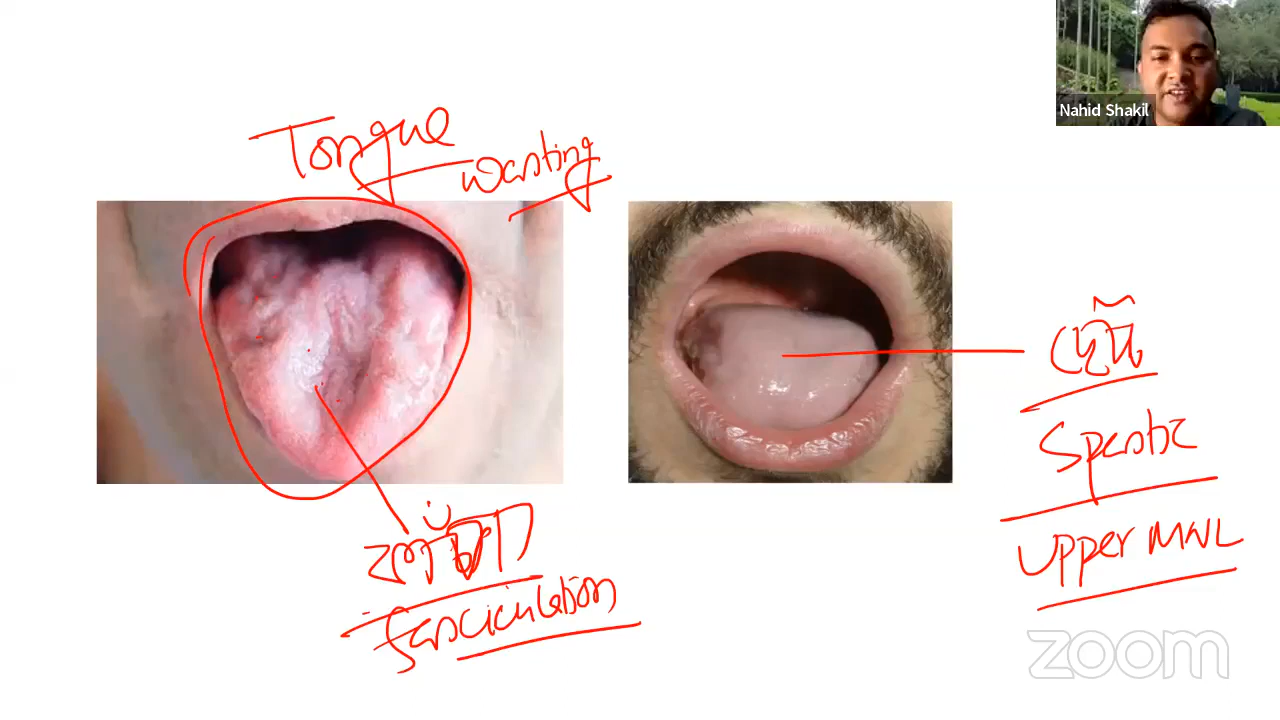 Nahid Shakil
Tongue
wasting
fasciculation
Spastic
Upper MNL
zoom